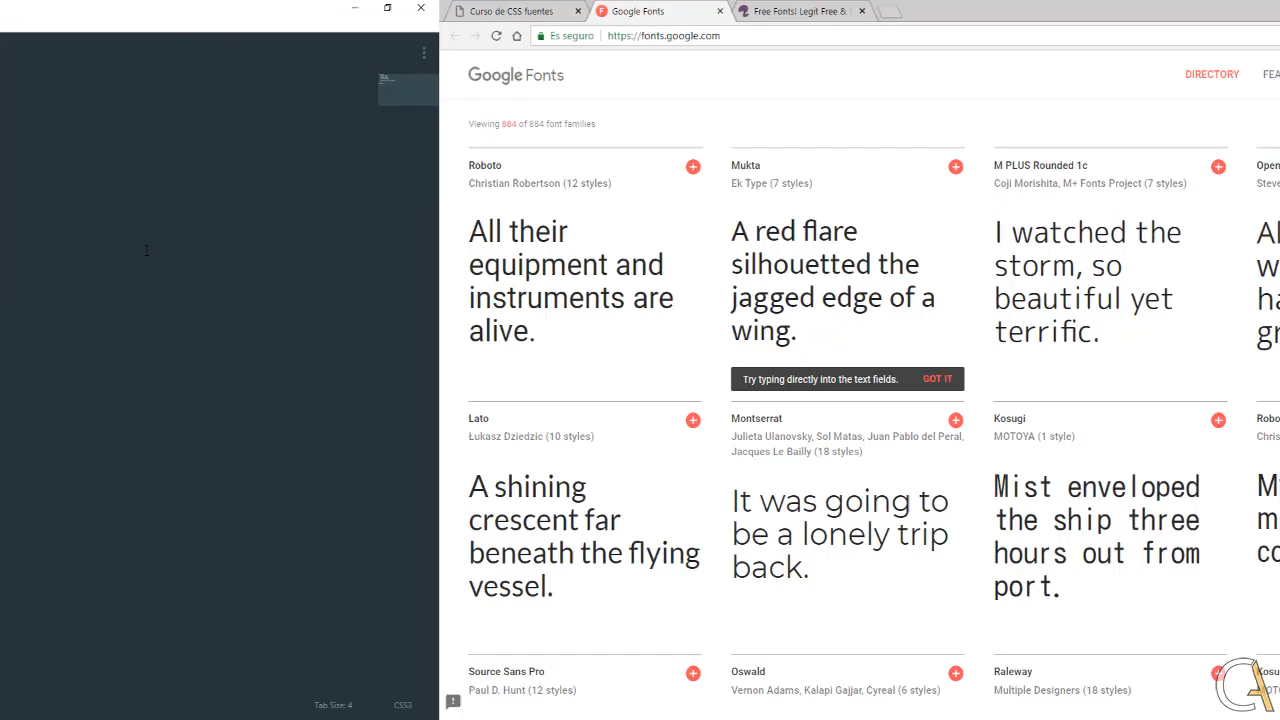 Curso de CSS fuentes
Google Fonts
Free Fonts! Legit Free &
Es seguro
https://fonts.google.com
Google Fonts
DIRECTORY
FEA
Viewing 884 of 884 font families
Roboto
Christian Robertson (12 styles)
All their
equipment and
instruments are
alive.
Mukta
Ek Type (7 styles)
A red flare
silhouetted the
jagged edge of a
wing.
Try typing directly into the text fields.
GOT IT
M PLUS Rounded 1c
Coji Morishita, M+ Fonts Project (7 styles)
I watched the
storm, so
beautiful yet
terrific.
Open
Steve
Lato
Łukasz Dziedzic (10 styles)
A shining
crescent far
beneath the flying
vessel.
Montserrat
Julieta Ulanovsky, Sol Matas, Juan Pablo del Peral,
Jacques Le Bailly (18 styles)
It was going to
be a lonely trip
back.
Kosugi
MOTOYA (1 style)
Mist enveloped
the ship three
hours out from
port.
Robo
Chris
Source Sans Pro
Paul D. Hunt (12 styles)
Oswald
Vernon Adams, Kalapi Gajjar, Cyreal (6 styles)
Raleway
Multiple Designers (18 styles)
Tab Size: 4
CSS3
CA